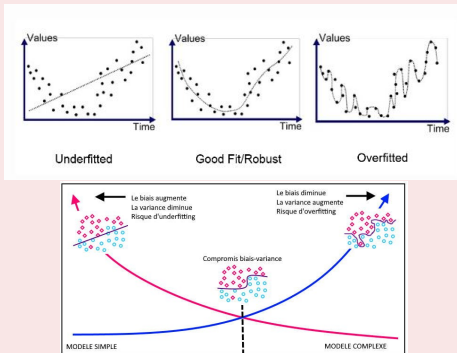 Values
Time
Underfitted
Values
Time
Good Fit/Robust
Values
Time
Overfitted
Le biais augmente
La variance diminue
Risque d'underfitting
Le biais diminue
La variance augmente
Risque d'overfitting
Compromis biais-variance
MODELE SIMPLE
MODELE COMPLEXE